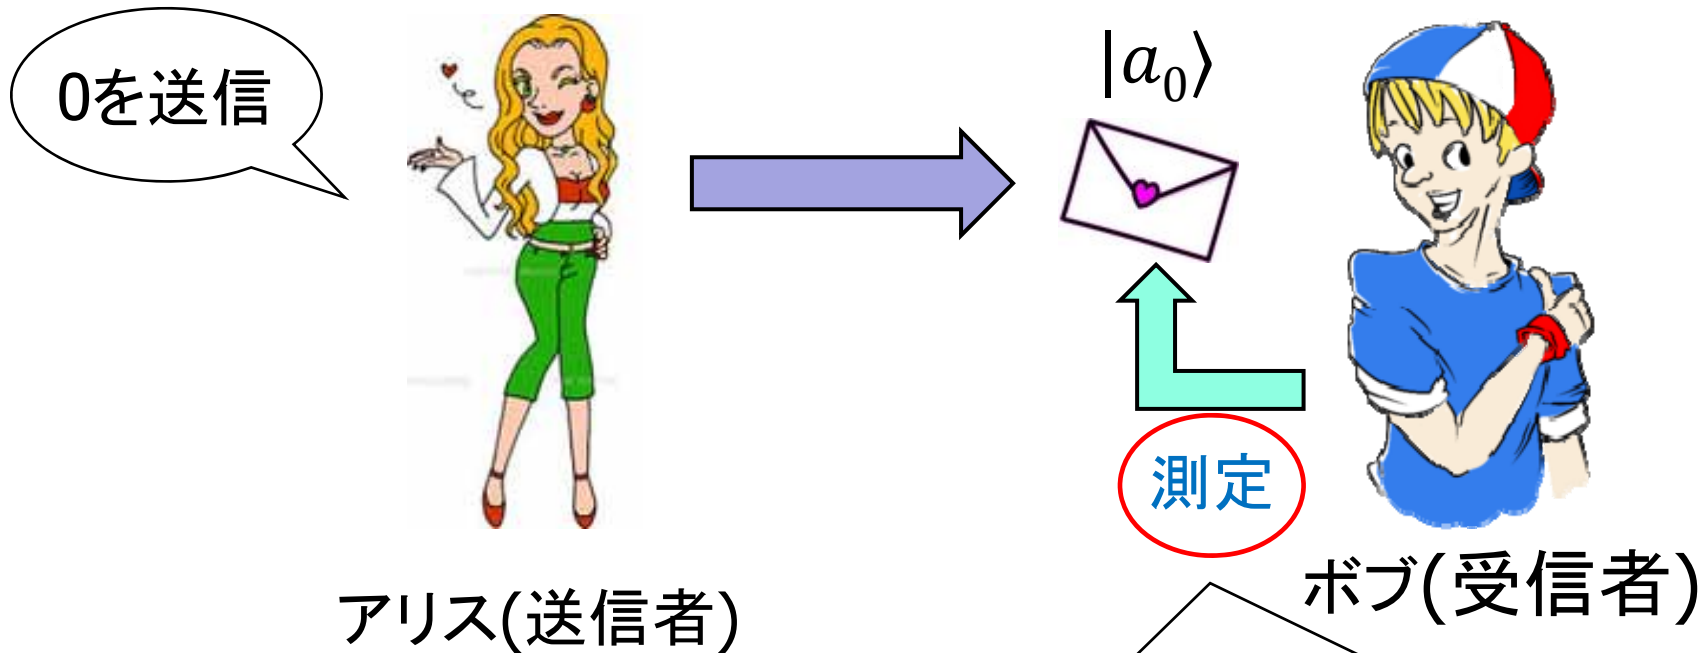 0を送信
|a₀⟩
測定
アリス(送信者)
ボブ(受信者)